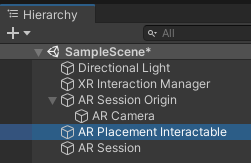 Hierarchy
+ All
SampleScene*
Directional Light
XR Interaction Manager
AR Session Origin
AR Camera
AR Placement Interactable
AR Session